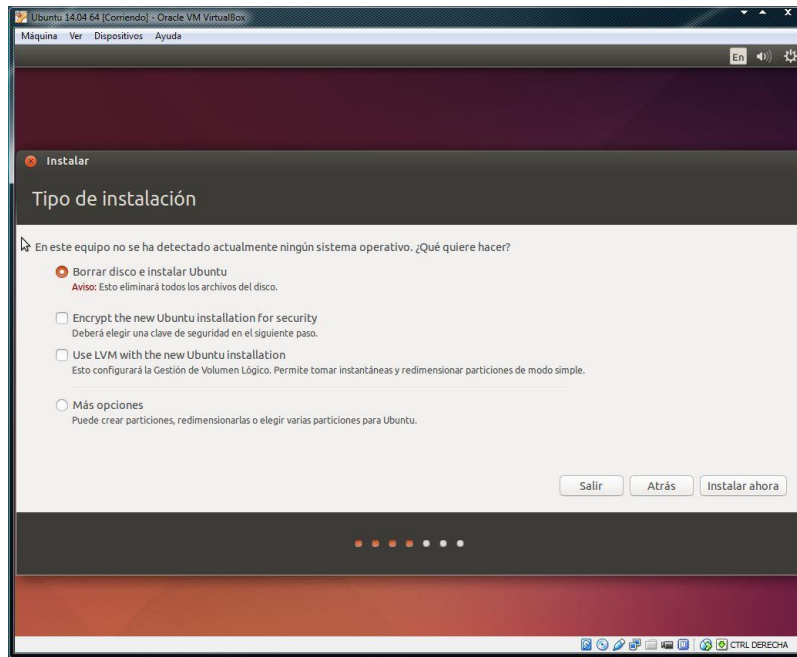 Ubuntu 14.04 64 [Corriendo] - Oracle VM VirtualBox
Máquina Ver Dispositivos Ayuda
En
Instalar
Tipo de instalación
En este equipo no se ha detectado actualmente ningún sistema operativo. ¿Qué quiere hacer?
Borrar disco e instalar Ubuntu
Aviso: Esto eliminará todos los archivos del disco.
Encrypt the new Ubuntu installation for security
Deberá elegir una clave de seguridad en el siguiente paso.
Use LVM with the new Ubuntu installation
Esto configurará la Gestión de Volumen Lógico. Permite tomar instantáneas y redimensionar particiones de modo simple.
Más opciones
Puede crear particiones, redimensionarlas o elegir varias particiones para Ubuntu.
Salir Atrás Instalar ahora
CTRL DERECHA